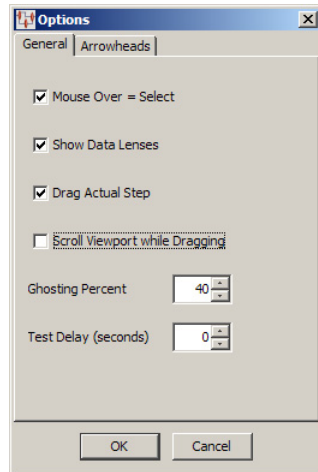 Options
General Arrowheads
Mouse Over = Select
Show Data Lenses
Drag Actual Step
Scroll Viewport while Dragging
Ghosting Percent 40
Test Delay (seconds) 0
OK Cancel